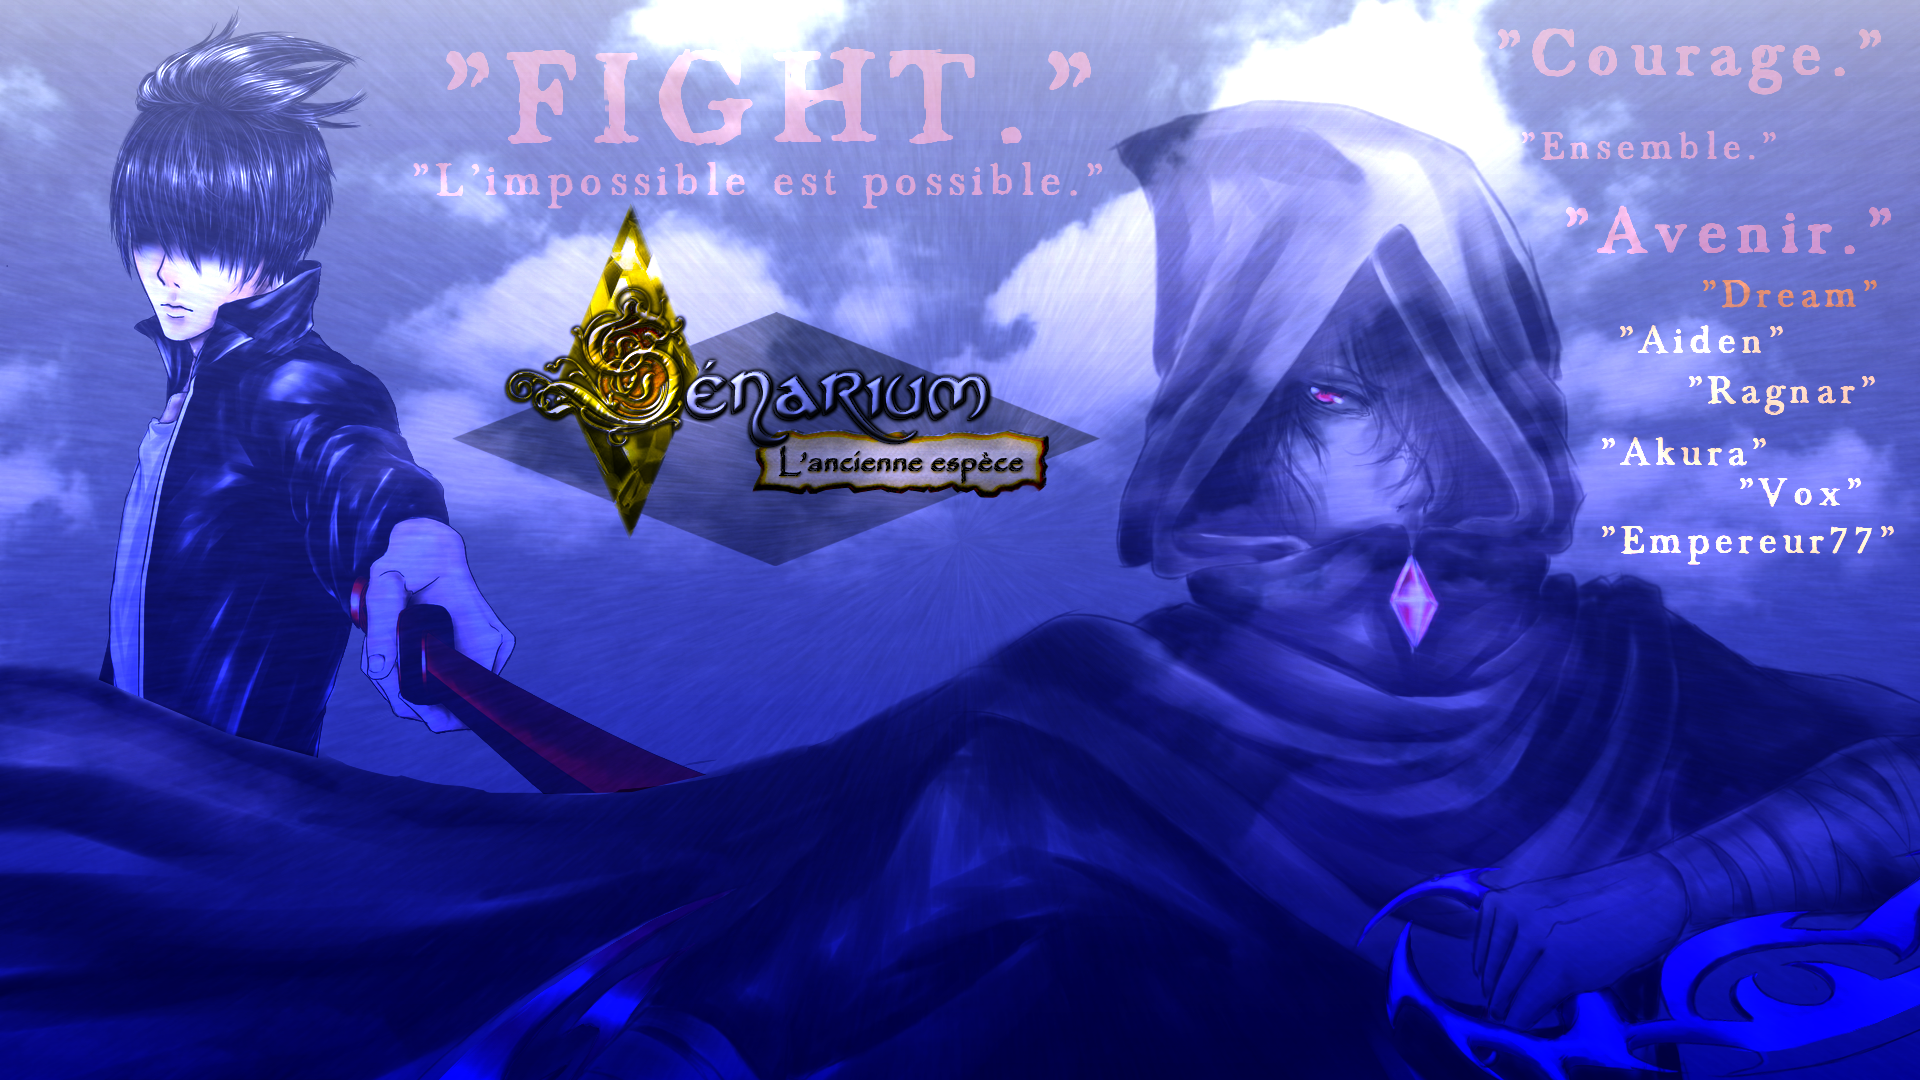 "FIGHT."
"L'impossible est possible."
Sénarium
L'ancienne espèce
"Courage."
"Ensemble."
"Avenir."
"Dream"
"Aiden"
"Ragnar"
"Akura"
"Vox"
"Empereur77"